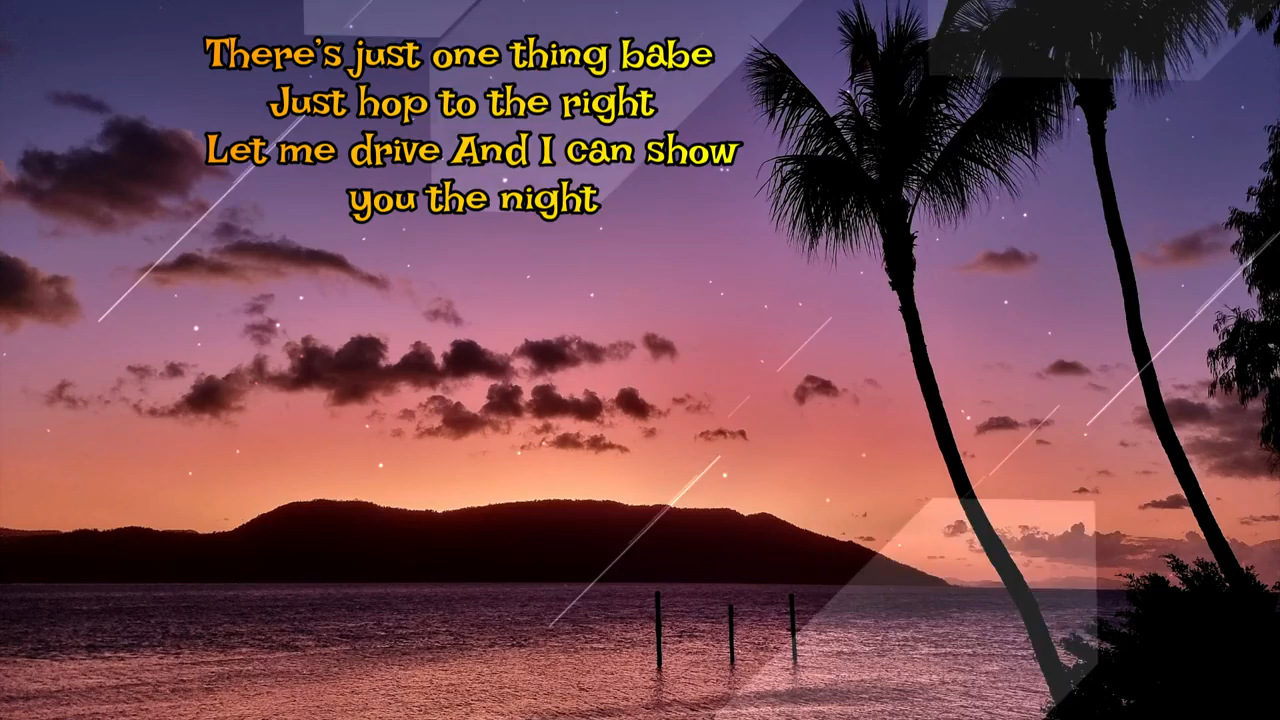 There's just one thing babe
Just hop to the right
Let me drive And I can show
you the night